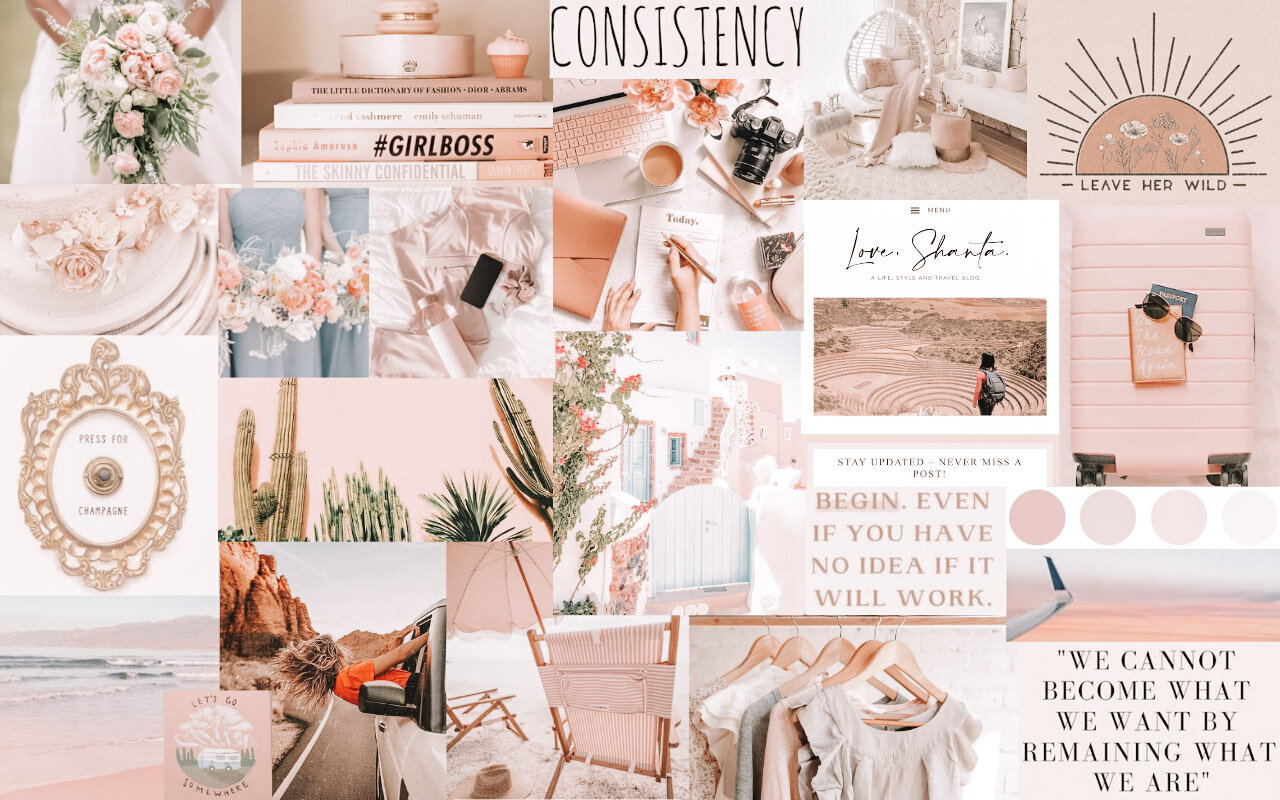 CONSISTENCY
THE LITTLE DICTIONARY OF FASHION • DIOR • ABRAMS
and cashmere emily schuman
Sophia Amoruso #GIRLBOSS
THE SKINNY CONFIDENTIAL
LEAVE HER WILD
Today.
MENU
Love, Shanta.
A LIFE, STYLE AND TRAVEL BLOG.
PASSPORT
On
The
Road
Again
PRESS FOR
CHAMPAGNE
STAY UPDATED – NEVER MISS A
POST!
BEGIN. EVEN
IF YOU HAVE
NO IDEA IF IT
WILL WORK.
LET'S GO
SOMEWHERE
"WE CANNOT
BECOME WHAT
WE WANT BY
REMAINING WHAT
WE ARE"